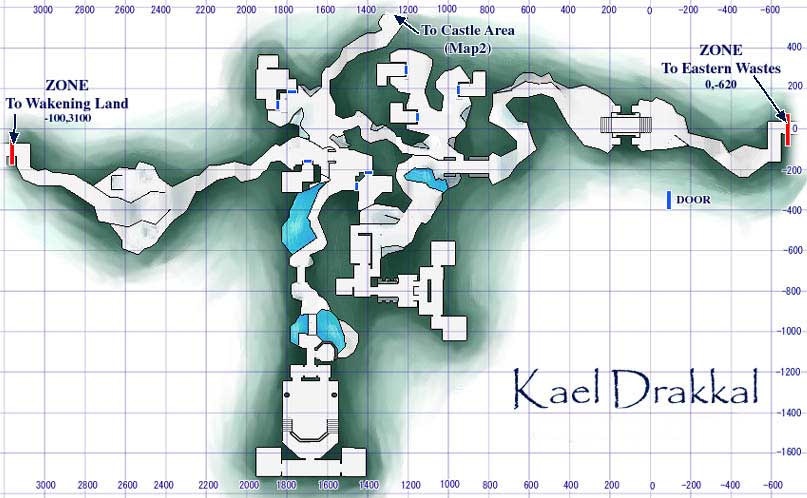 3000 2800 2600 2400 2200 2000 1800 1600 1400 1200 1000 800 600 400 200 0 -200 -400 -600
To Castle Area
(Map2)
400
ZONE
To Eastern Wastes
0,-620
ZONE
To Wakening Land
-100,3100
200
0
-200
DOOR
-400
-600
-800
-1000
-1200
Kael Drakkal
-1400
-1600
3000 2800 2600 2400 2200 2000 1800 1600 1400 1200 1000 800 600 400 200 0 -200 -400 -600